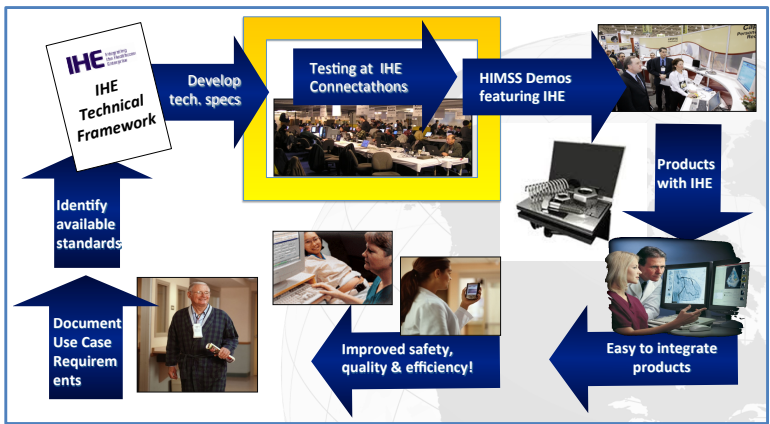 IHE Integrating
the Healthcare
Enterprise
IHE
Technical
Framework
Develop
tech. specs
Testing at IHE
Connectathons
HIMSS Demos
featuring IHE
Products
with IHE
Identify
available
standards
Document
Use Case
Requirem
ents
Improved safety,
quality & efficiency!
Easy to integrate
products